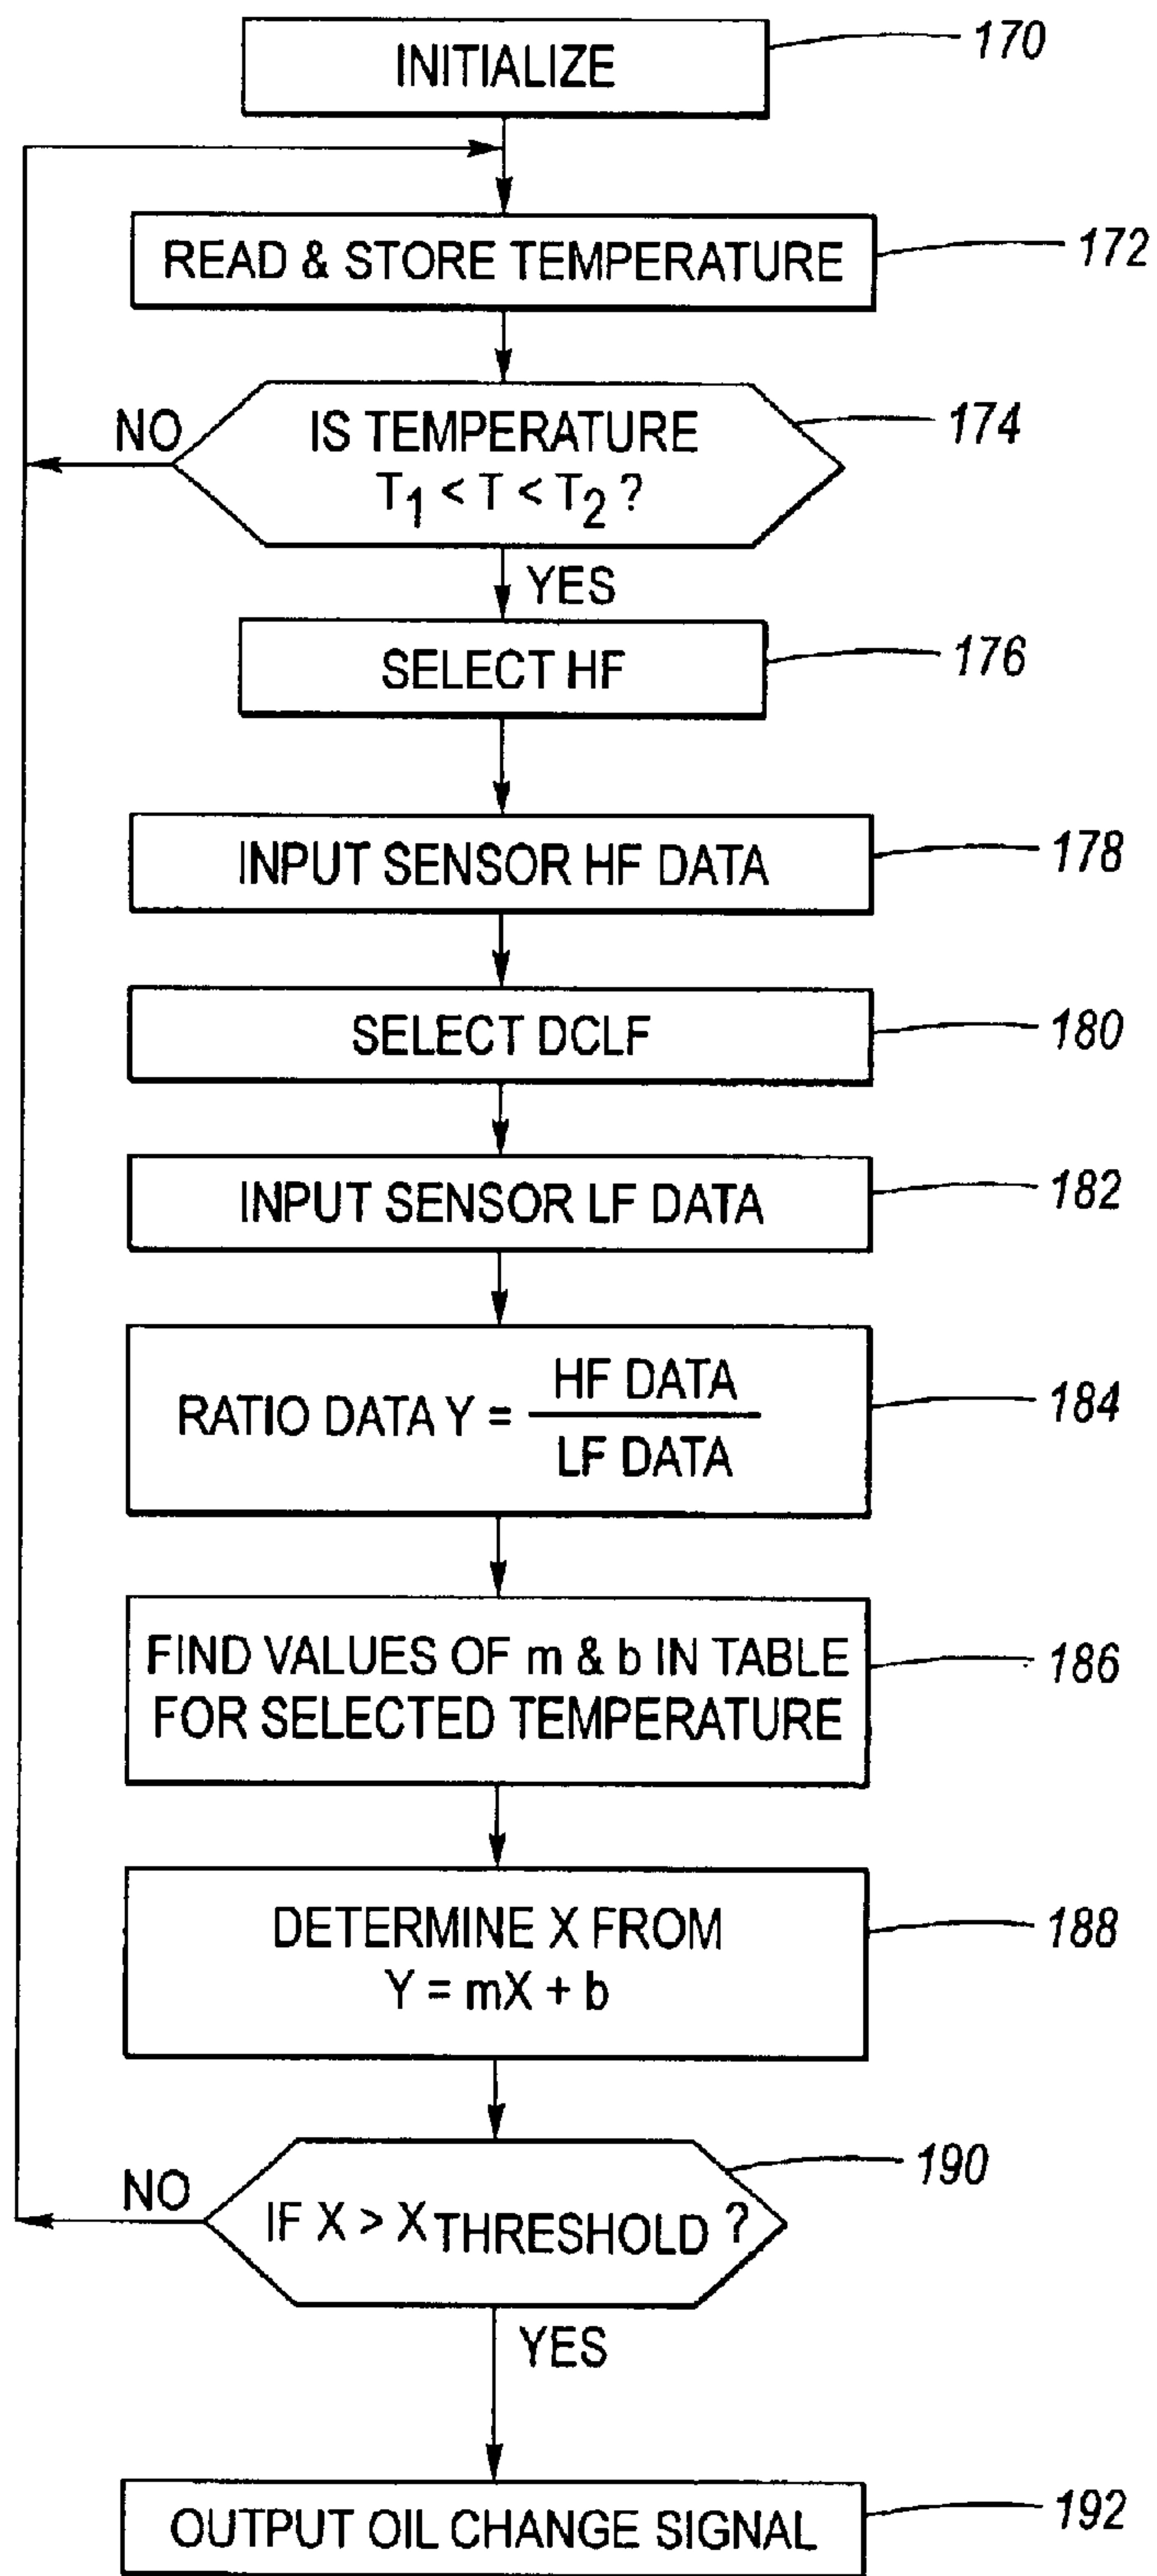 INITIALIZE
170
READ & STORE TEMPERATURE
172
IS TEMPERATURE
T1 < T < T2 ?
174
NO
YES
SELECT HF
176
INPUT SENSOR HF DATA
178
SELECT DCLF
180
INPUT SENSOR LF DATA
182
RATIO DATA Y = HF DATA
LF DATA
184
FIND VALUES OF m & b IN TABLE
FOR SELECTED TEMPERATURE
186
DETERMINE X FROM
Y = mX + b
188
NO
IF X > XTHRESHOLD ?
190
YES
OUTPUT OIL CHANGE SIGNAL
192